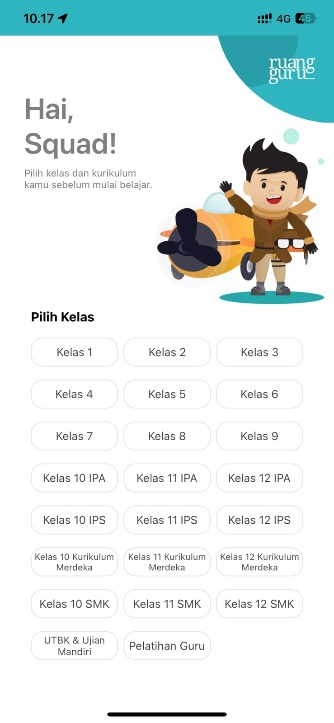 10.17
4G 45
ruang
guru
Hai,
Squad!
Pilih kelas dan kurikulum
kamu sebelum mulai belajar.
Pilih Kelas
Kelas 1 Kelas 2 Kelas 3
Kelas 4 Kelas 5 Kelas 6
Kelas 7 Kelas 8 Kelas 9
Kelas 10 IPA Kelas 11 IPA Kelas 12 IPA
Kelas 10 IPS Kelas 11 IPS Kelas 12 IPS
Kelas 10 Kurikulum Merdeka Kelas 11 Kurikulum Merdeka Kelas 12 Kurikulum Merdeka
Kelas 10 SMK Kelas 11 SMK Kelas 12 SMK
UTBK & Ujian Mandiri Pelatihan Guru